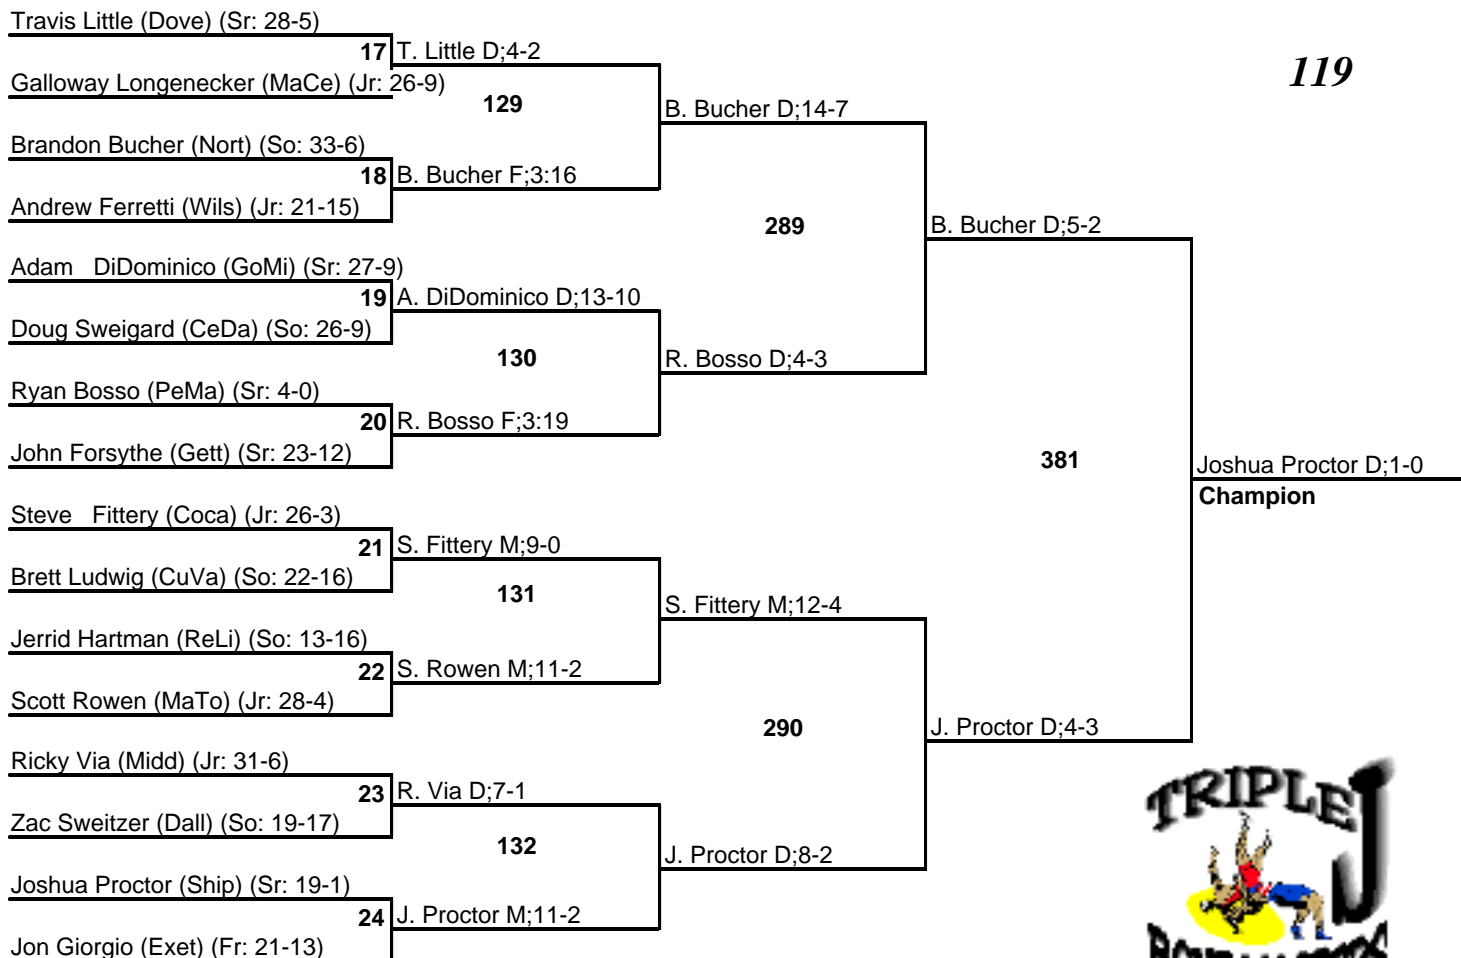 Travis Little (Dove) (Sr: 28-5)
17 T. Little D;4-2
119
Galloway Longenecker (MaCe) (Jr: 26-9)
129
B. Bucher D;14-7
Brandon Bucher (Nort) (So: 33-6)
18 B. Bucher F;3:16
Andrew Ferretti (Wils) (Jr: 21-15)
289
B. Bucher D;5-2
Adam   DiDominico (GoMi) (Sr: 27-9)
19 A. DiDominico D;13-10
Doug Sweigard (CeDa) (So: 26-9)
130
R. Bosso D;4-3
Ryan Bosso (PeMa) (Sr: 4-0)
20 R. Bosso F;3:19
John Forsythe (Gett) (Sr: 23-12)
381
Joshua Proctor D;1-0
Champion
Steve   Fittery (Coca) (Jr: 26-3)
21 S. Fittery M;9-0
Brett Ludwig (CuVa) (So: 22-16)
131
S. Fittery M;12-4
Jerrid Hartman (ReLi) (So: 13-16)
22 S. Rowen M;11-2
Scott Rowen (MaTo) (Jr: 28-4)
290
J. Proctor D;4-3
Ricky Via (Midd) (Jr: 31-6)
23 R. Via D;7-1
Zac Sweitzer (Dall) (So: 19-17)
132
J. Proctor D;8-2
Joshua Proctor (Ship) (Sr: 19-1)
24 J. Proctor M;11-2
Jon Giorgio (Exet) (Fr: 21-13)
TRIPLE J